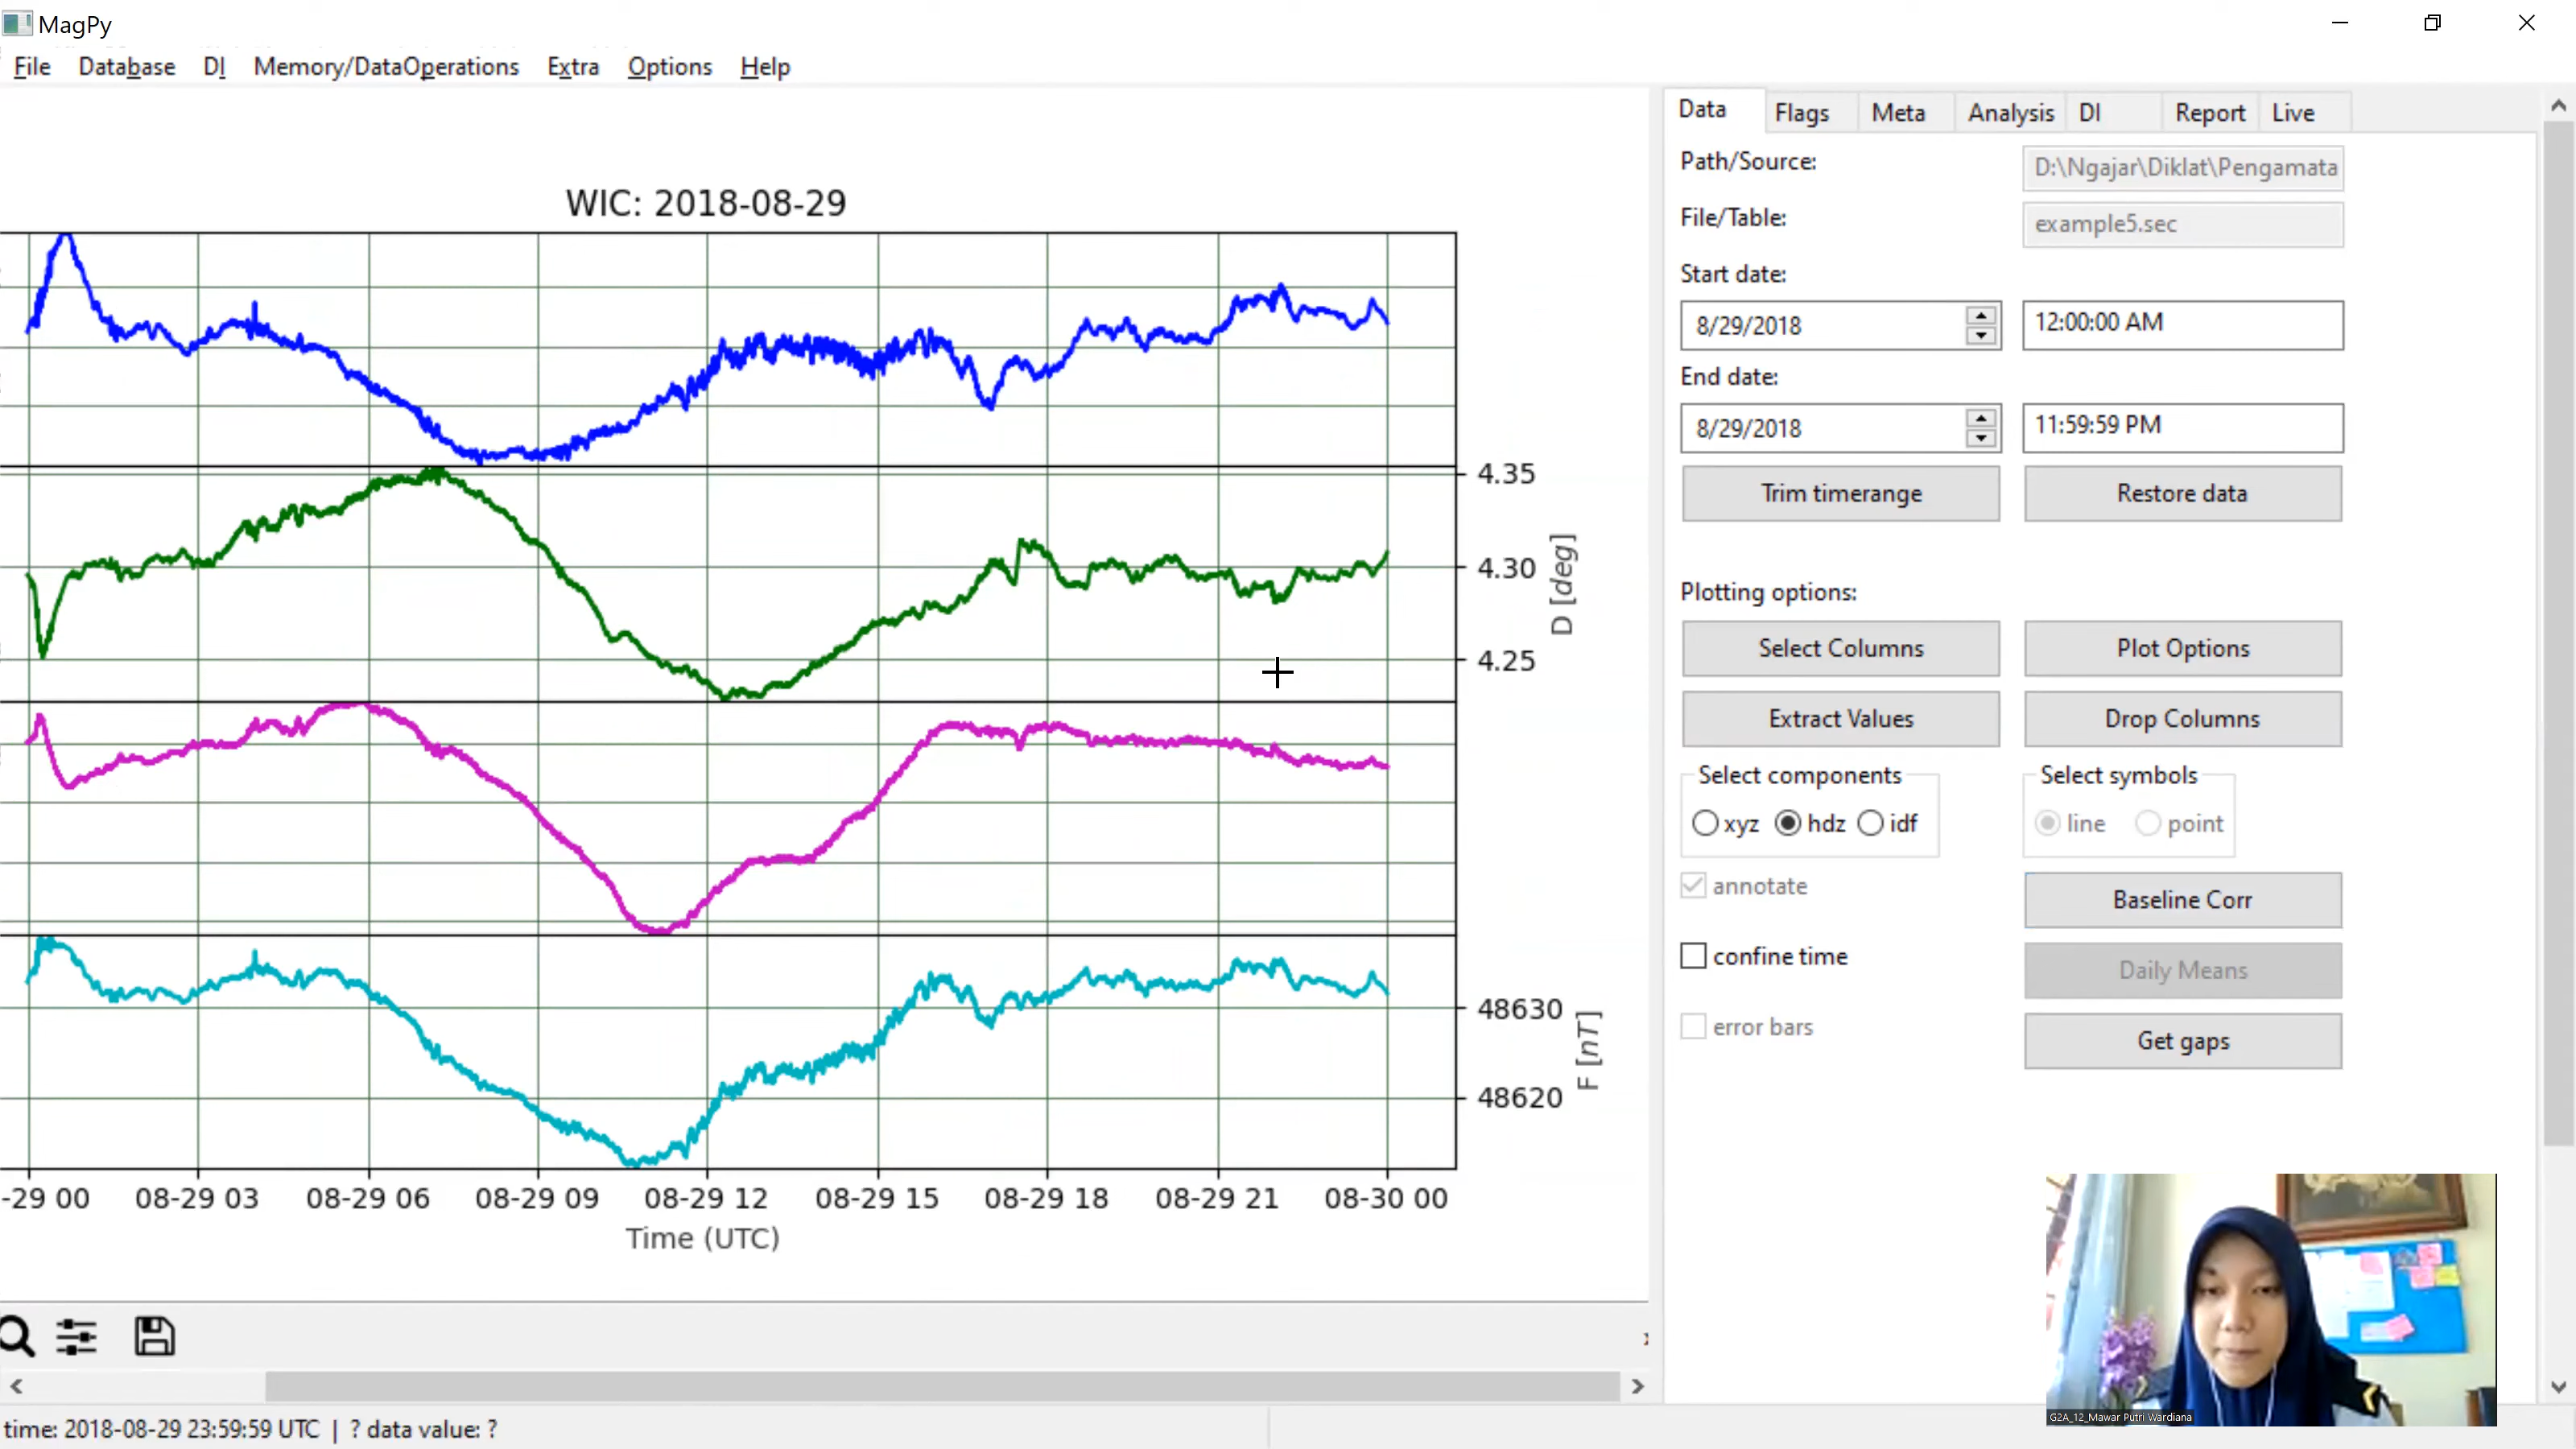 MagPy
File Database DI Memory/DataOperations Extra Options Help
WIC: 2018-08-29
4.35
4.30
4.25
D [deg]
48630
48620
F [nT]
-29 00 08-29 03 08-29 06 08-29 09 08-29 12 08-29 15 08-29 18 08-29 21 08-30 00
Time (UTC)
time: 2018-08-29 23:59:59 UTC | ? data value: ?
Data Flags Meta Analysis DI Report Live
Path/Source: D:\Ngajar\Diklat\Pengamata
File/Table: example5.sec
Start date:
8/29/2018 12:00:00 AM
End date:
8/29/2018 11:59:59 PM
Trim timerange Restore data
Plotting options:
Select Columns Plot Options
Extract Values Drop Columns
Select components Select symbols
xyz hdz idf line point
annotate Baseline Corr
confine time Daily Means
error bars Get gaps
G2A_12_Mawar Putri Wardiana